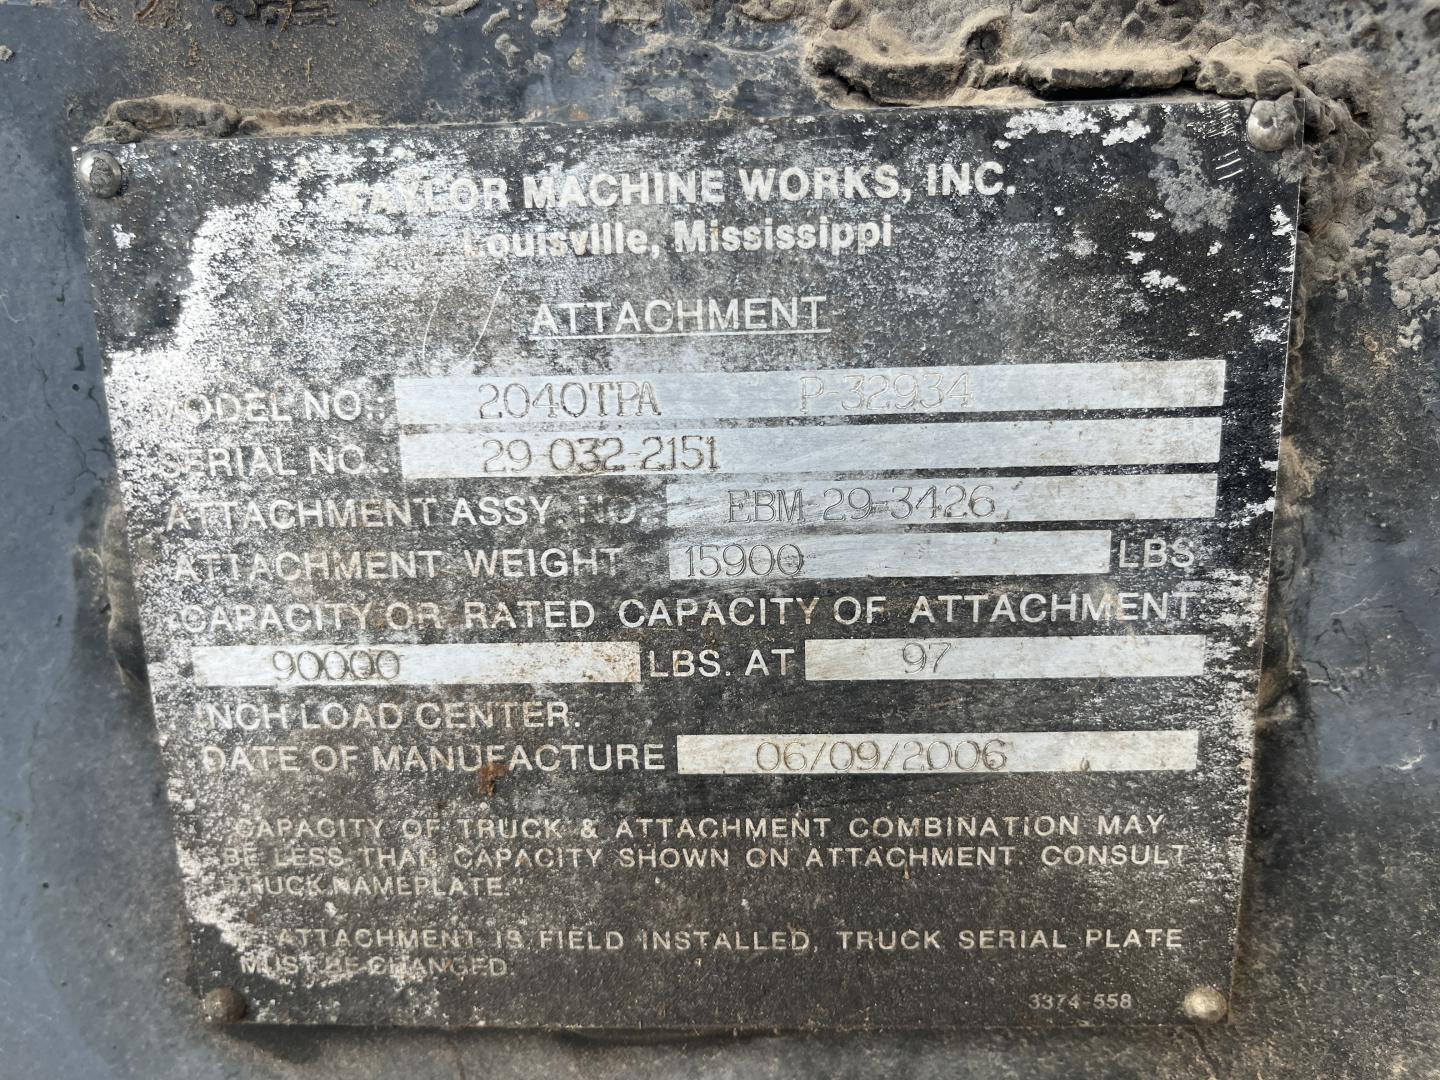 TAYLOR MACHINE WORKS, INC.
Louisville, Mississippi
ATTACHMENT
MODEL NO.: 2040TPA P-32934
SERIAL NO.: 29-032-2151
ATTACHMENT ASSY. NO.: EBM 29-3426
ATTACHMENT WEIGHT 15900 LBS
CAPACITY OR RATED CAPACITY OF ATTACHMENT
90000 LBS. AT 97
INCH LOAD CENTER.
DATE OF MANUFACTURE 06/09/2006
CAPACITY OF TRUCK & ATTACHMENT COMBINATION MAY
BE LESS THAN CAPACITY SHOWN ON ATTACHMENT. CONSULT
TRUCK NAMEPLATE."
ATTACHMENT IS FIELD INSTALLED, TRUCK SERIAL PLATE
MUST BE CHANGED
3374-558